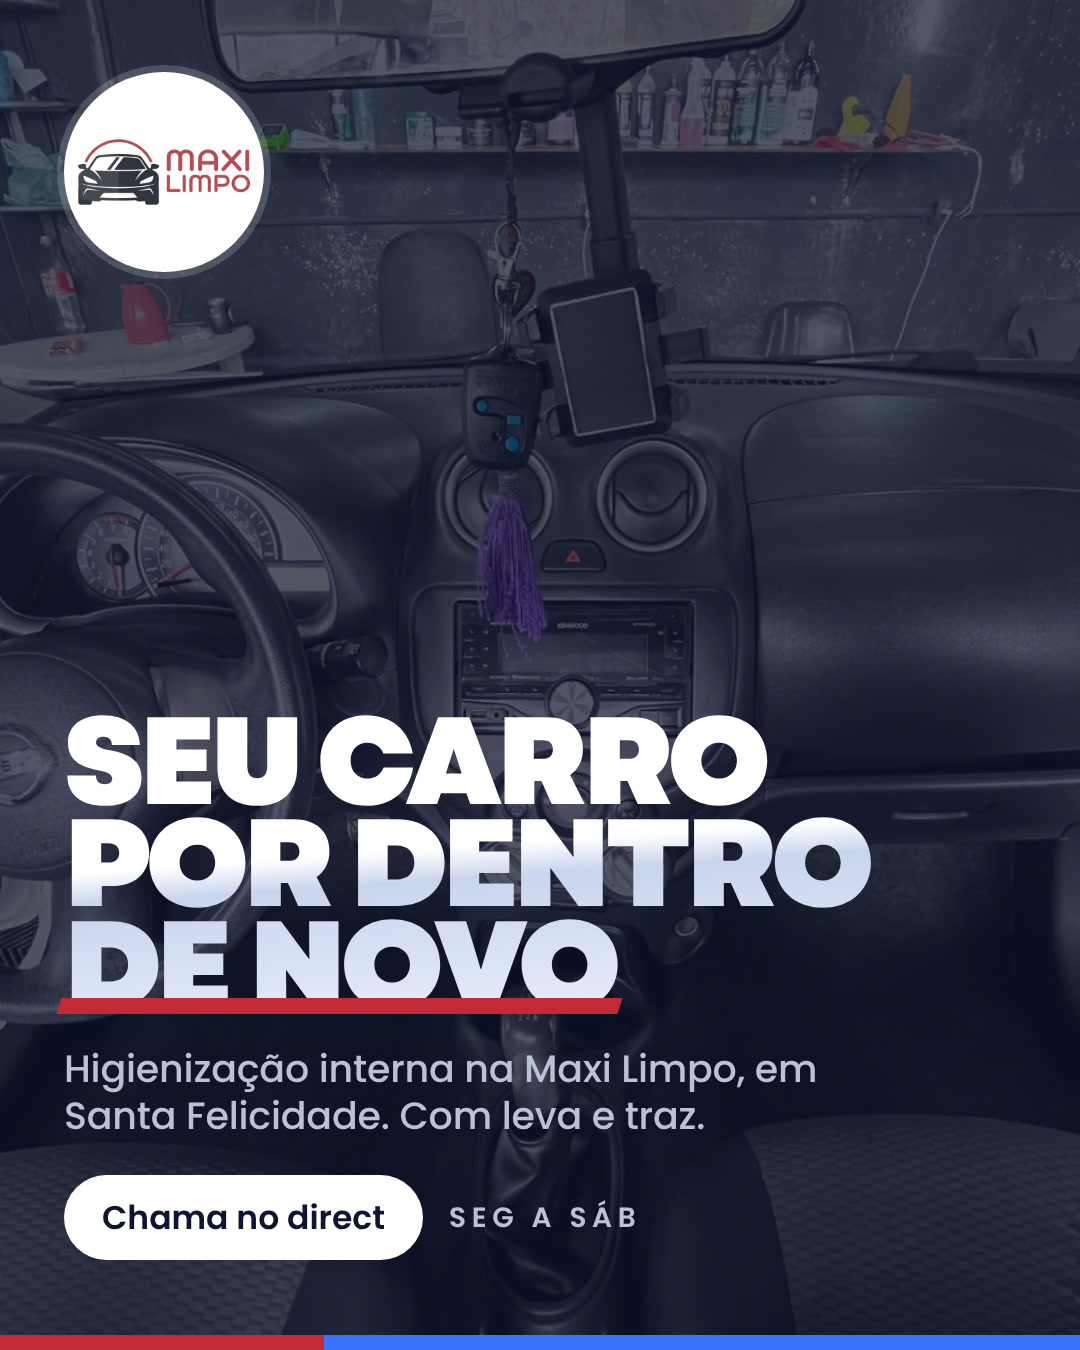 MAXI
LIMPO
KENWOOD
SEU CARRO
POR DENTRO
DE NOVO
Higienização interna na Maxi Limpo, em
Santa Felicidade. Com leva e traz.
Chama no direct
SEG A SÁB